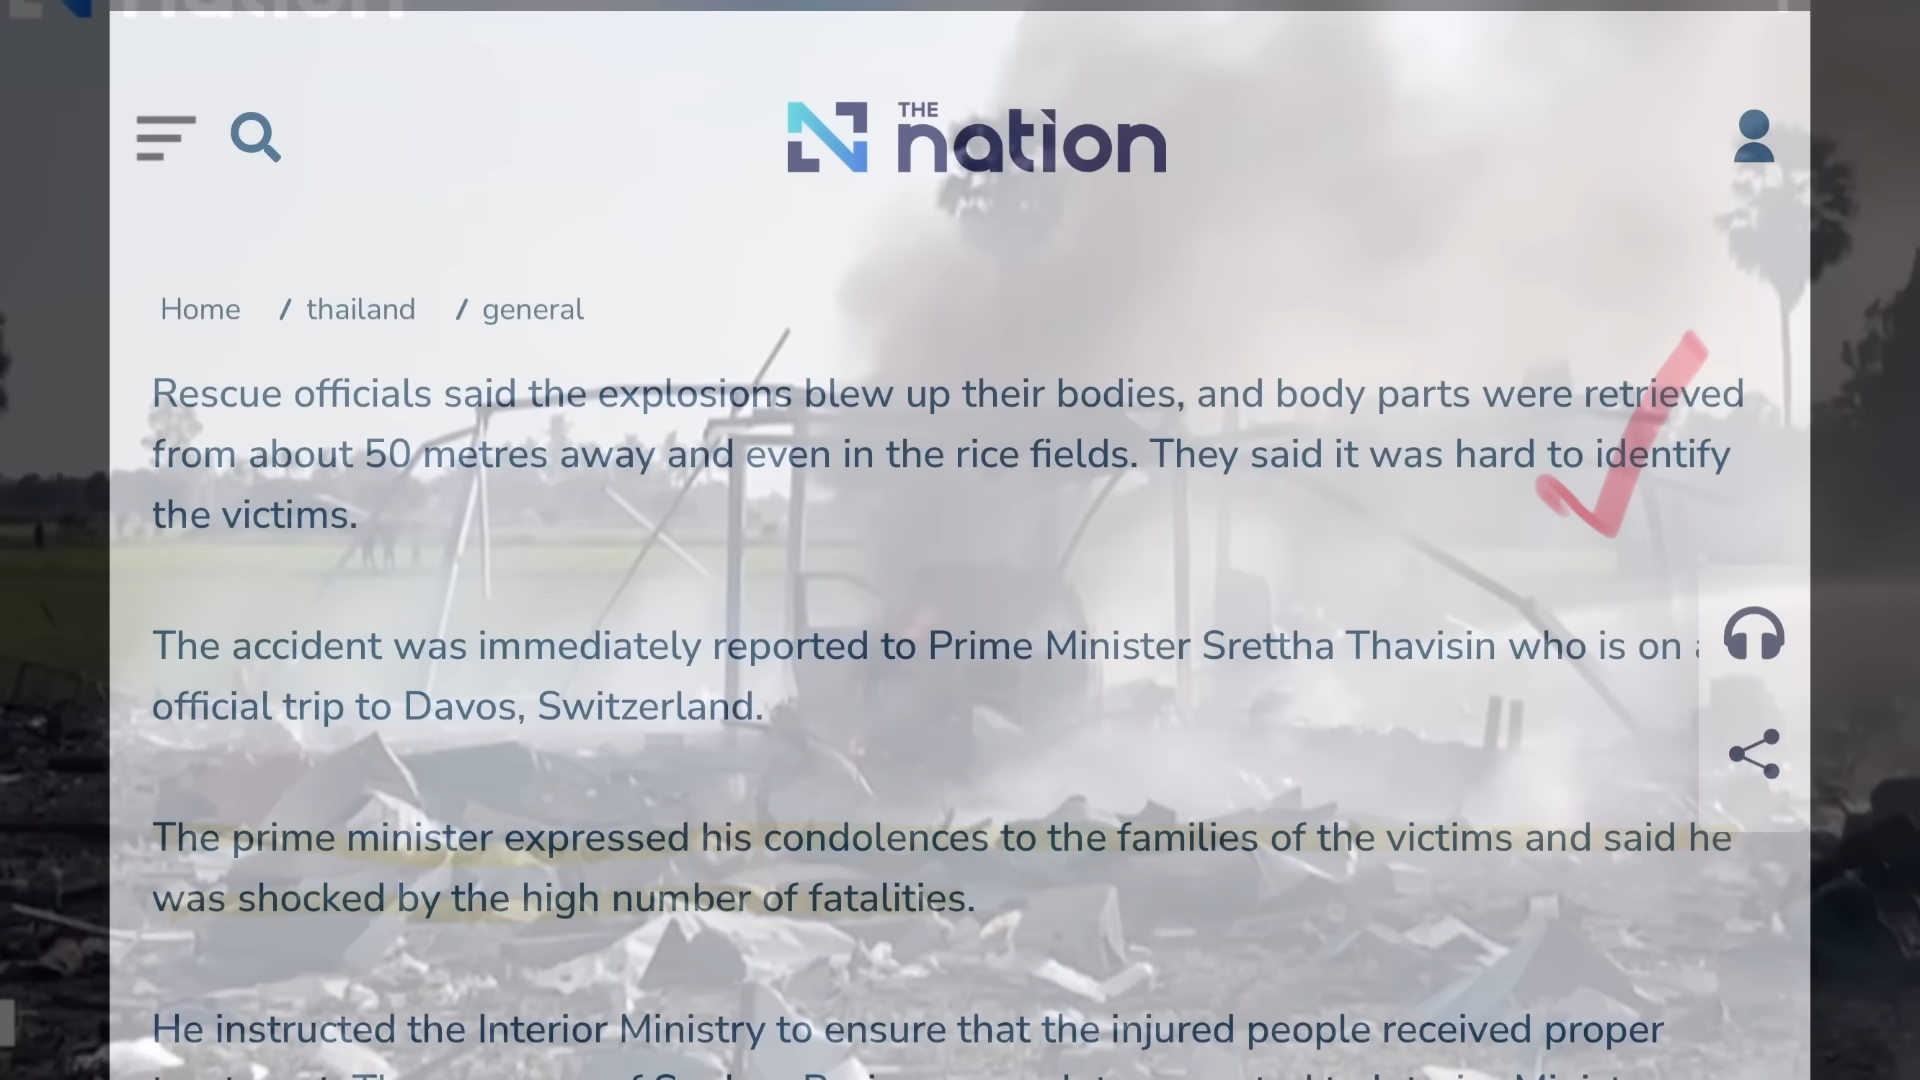 nation
THE
nation
Home / thailand / general
Rescue officials said the explosions blew up their bodies, and body parts were retrieved
from about 50 metres away and even in the rice fields. They said it was hard to identify
the victims.
The accident was immediately reported to Prime Minister Srettha Thavisin who is on
official trip to Davos, Switzerland.
The prime minister expressed his condolences to the families of the victims and said he
was shocked by the high number of fatalities.
He instructed the Interior Ministry to ensure that the injured people received proper